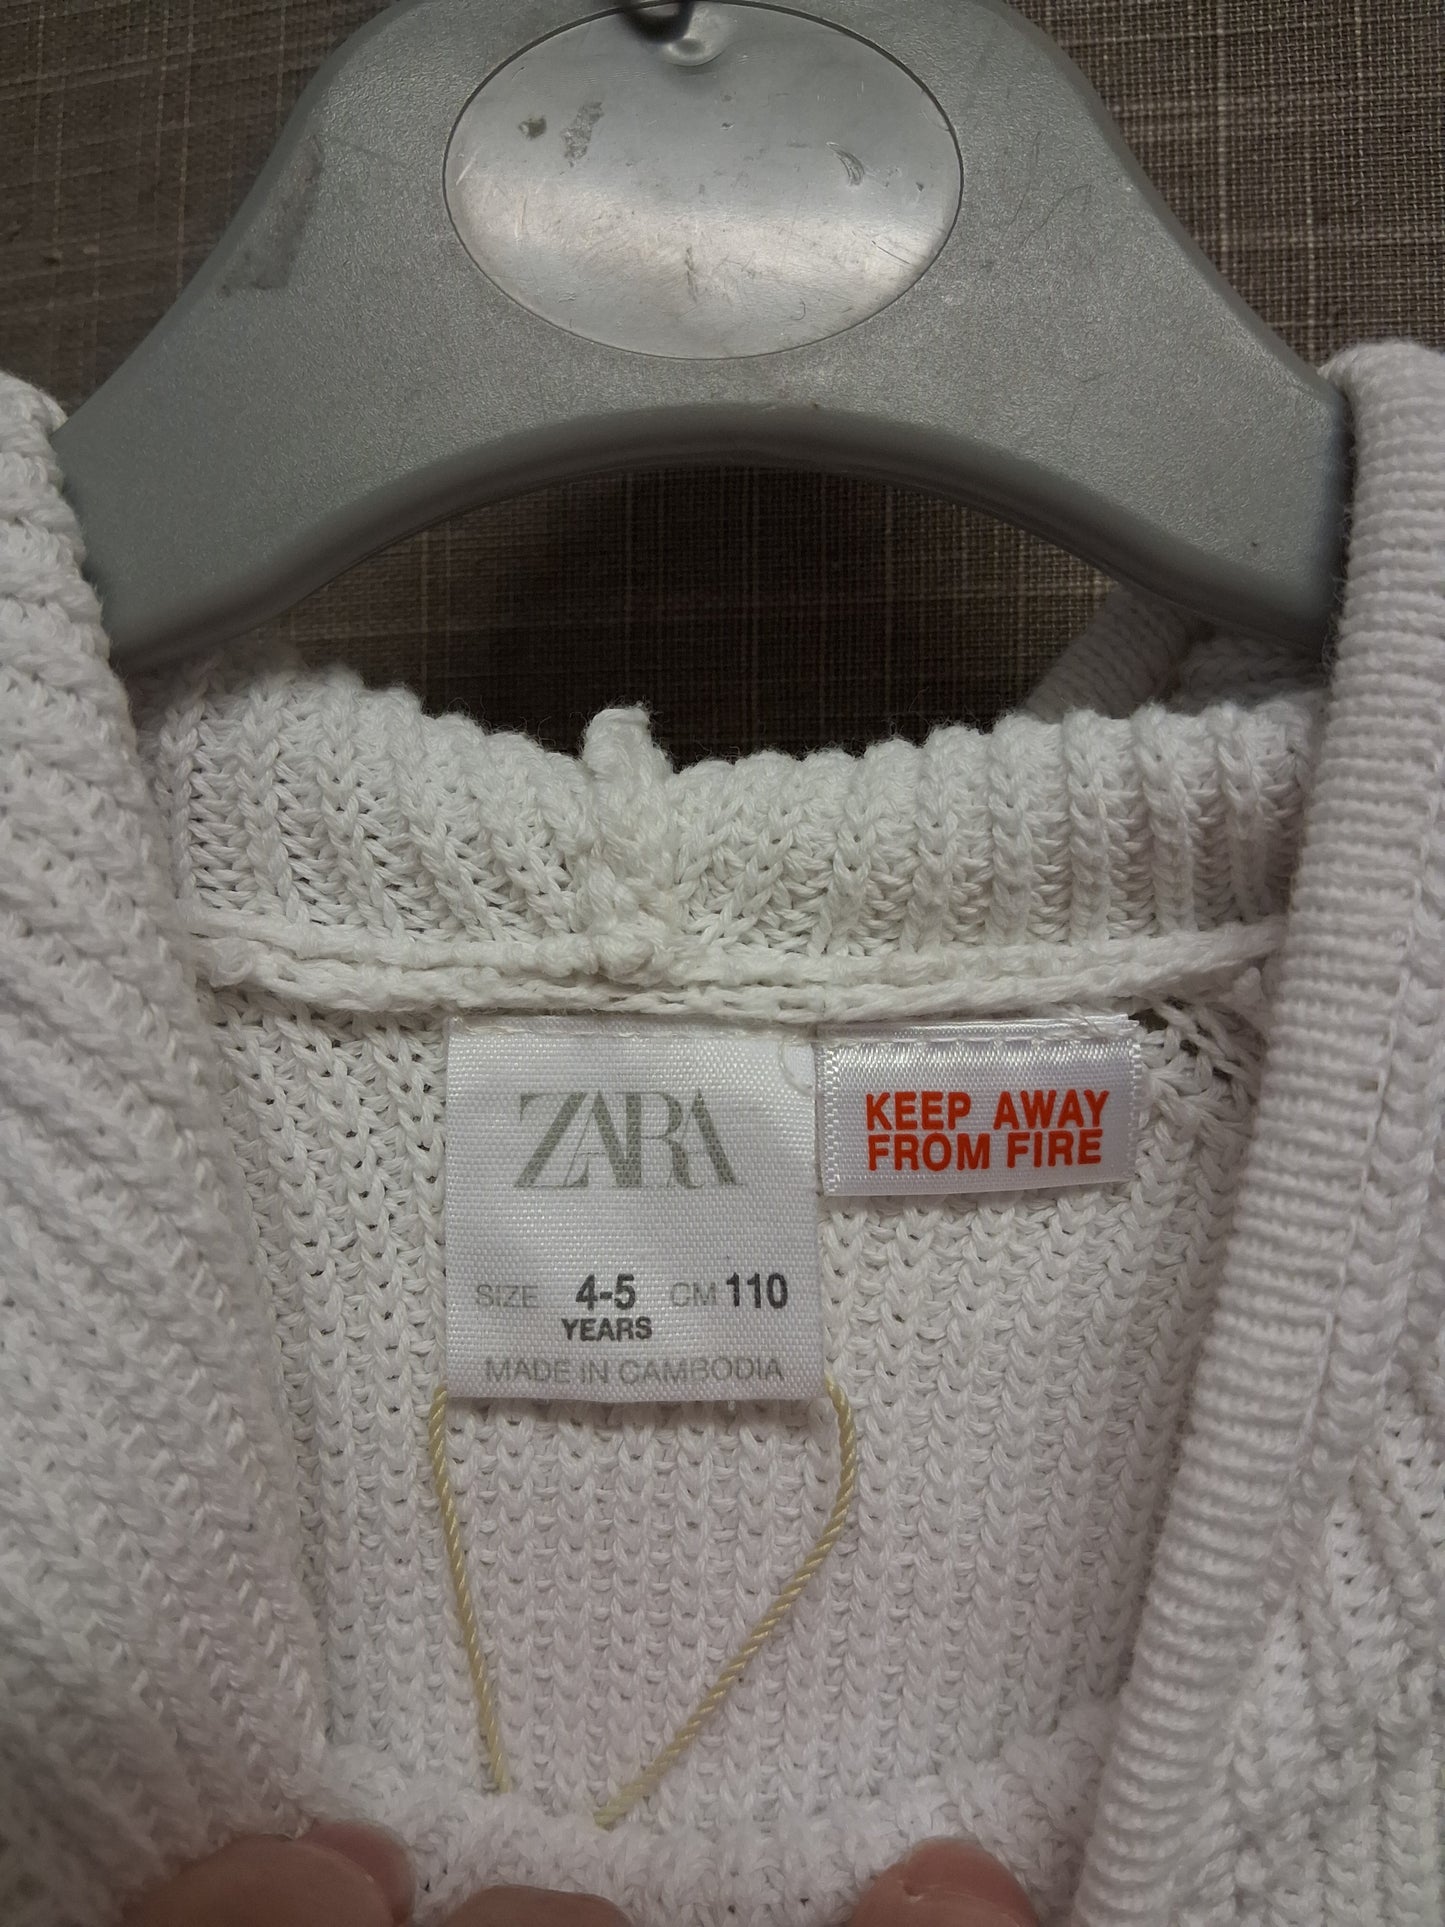 ZARA
KEEP AWAY
FROM FIRE
SIZE 4-5 CM 110
YEARS
MADE IN CAMBODIA